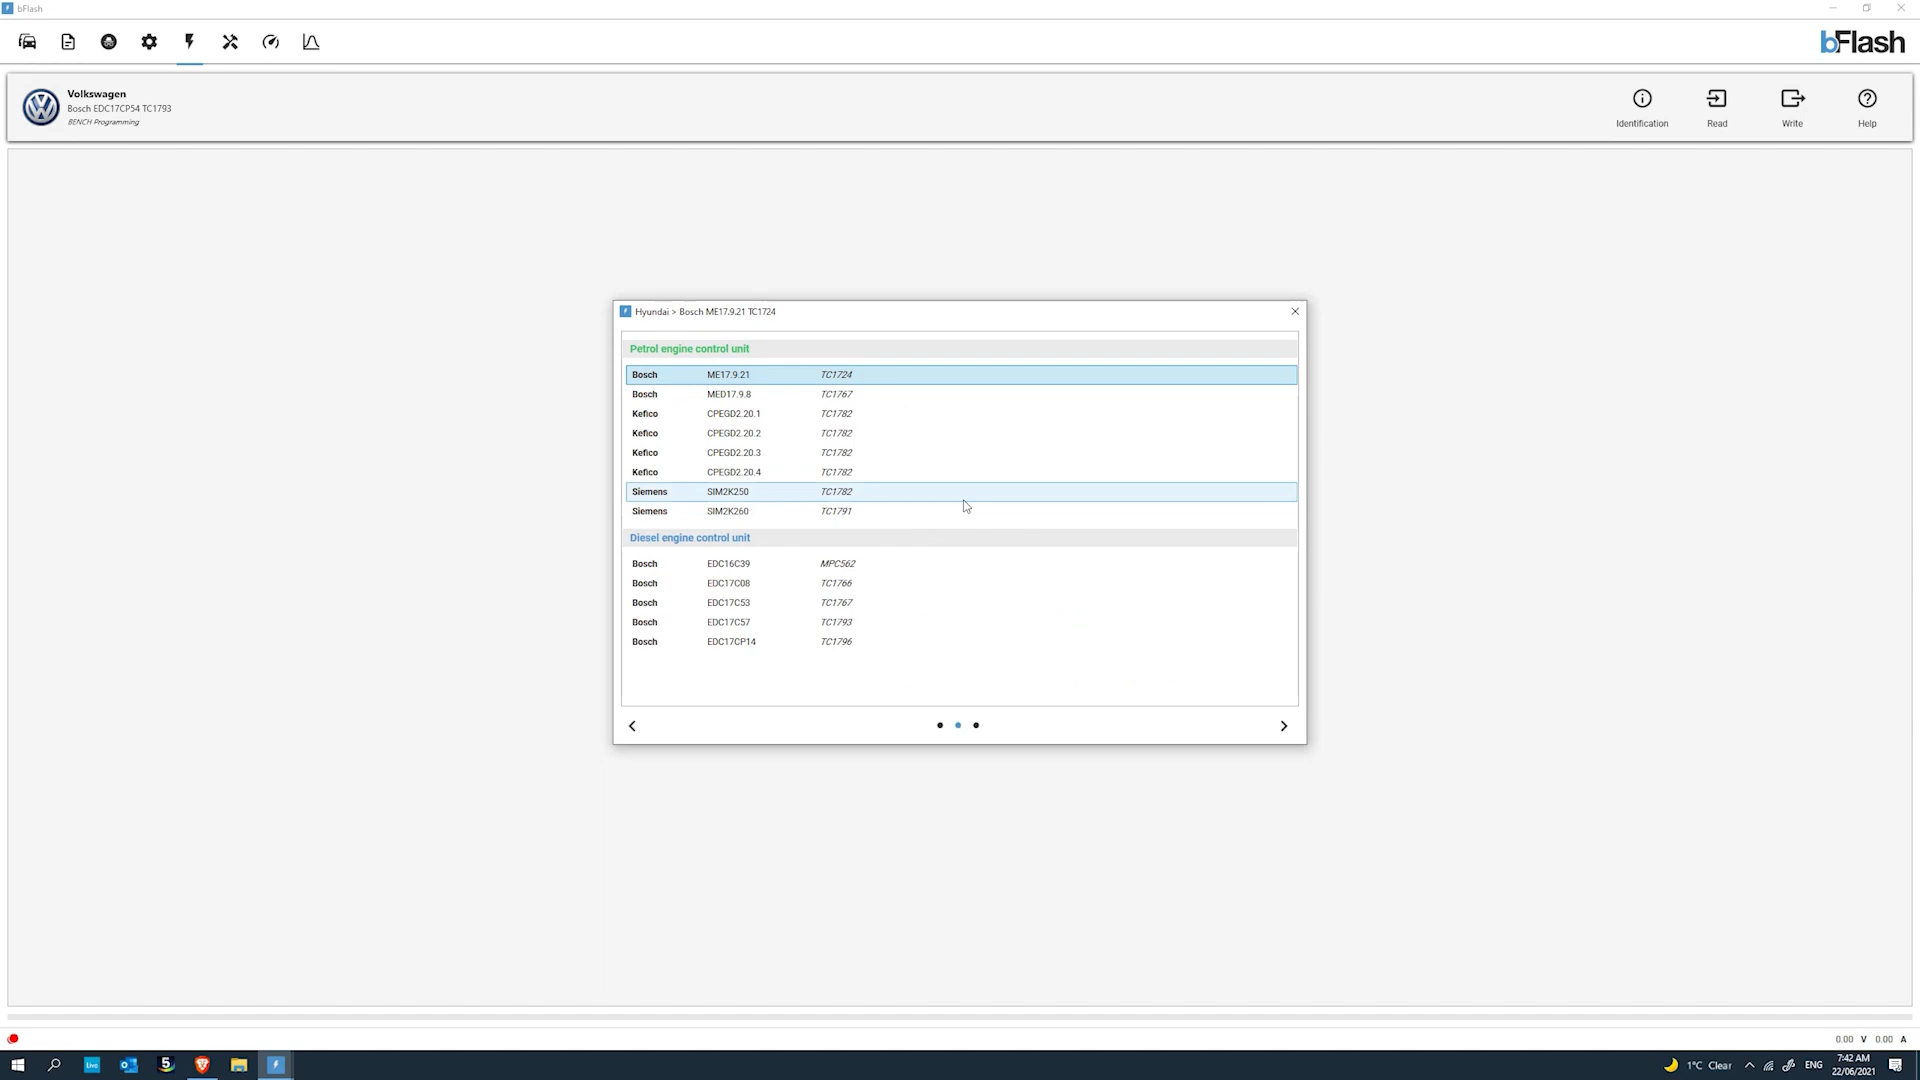 bFlash
bFlash
Volkswagen
Bosch EDC17CP54 TC1793
BENCH Programming
Identification
Read
Write
Help
Hyundai > Bosch ME17.9.21 TC1724
Petrol engine control unit
Bosch ME17.9.21 TC1724
Bosch MED17.9.8 TC1767
Kefico CPEGD2.20.1 TC1782
Kefico CPEGD2.20.2 TC1782
Kefico CPEGD2.20.3 TC1782
Kefico CPEGD2.20.4 TC1782
Siemens SIM2K250 TC1782
Siemens SIM2K260 TC1791
Diesel engine control unit
Bosch EDC16C39 MPC562
Bosch EDC17C08 TC1766
Bosch EDC17C53 TC1767
Bosch EDC17C57 TC1793
Bosch EDC17CP14 TC1796
0.00 V 0.00 A
Live
5
1°C Clear
ENG
7:42 AM
22/06/2021